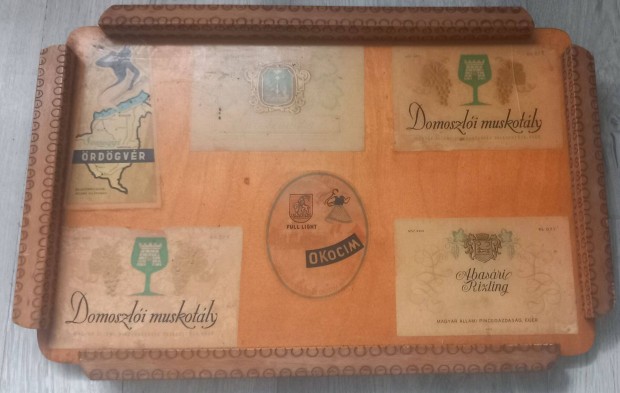 ÖRDÖGVÉR
Domoszlói muskotály
FULL LIGHT
OKOCIM
Domoszlói muskotály
Abasári
Rizling
MAGYAR ÁLLAMI PINCEGAZDASÁG, EGER